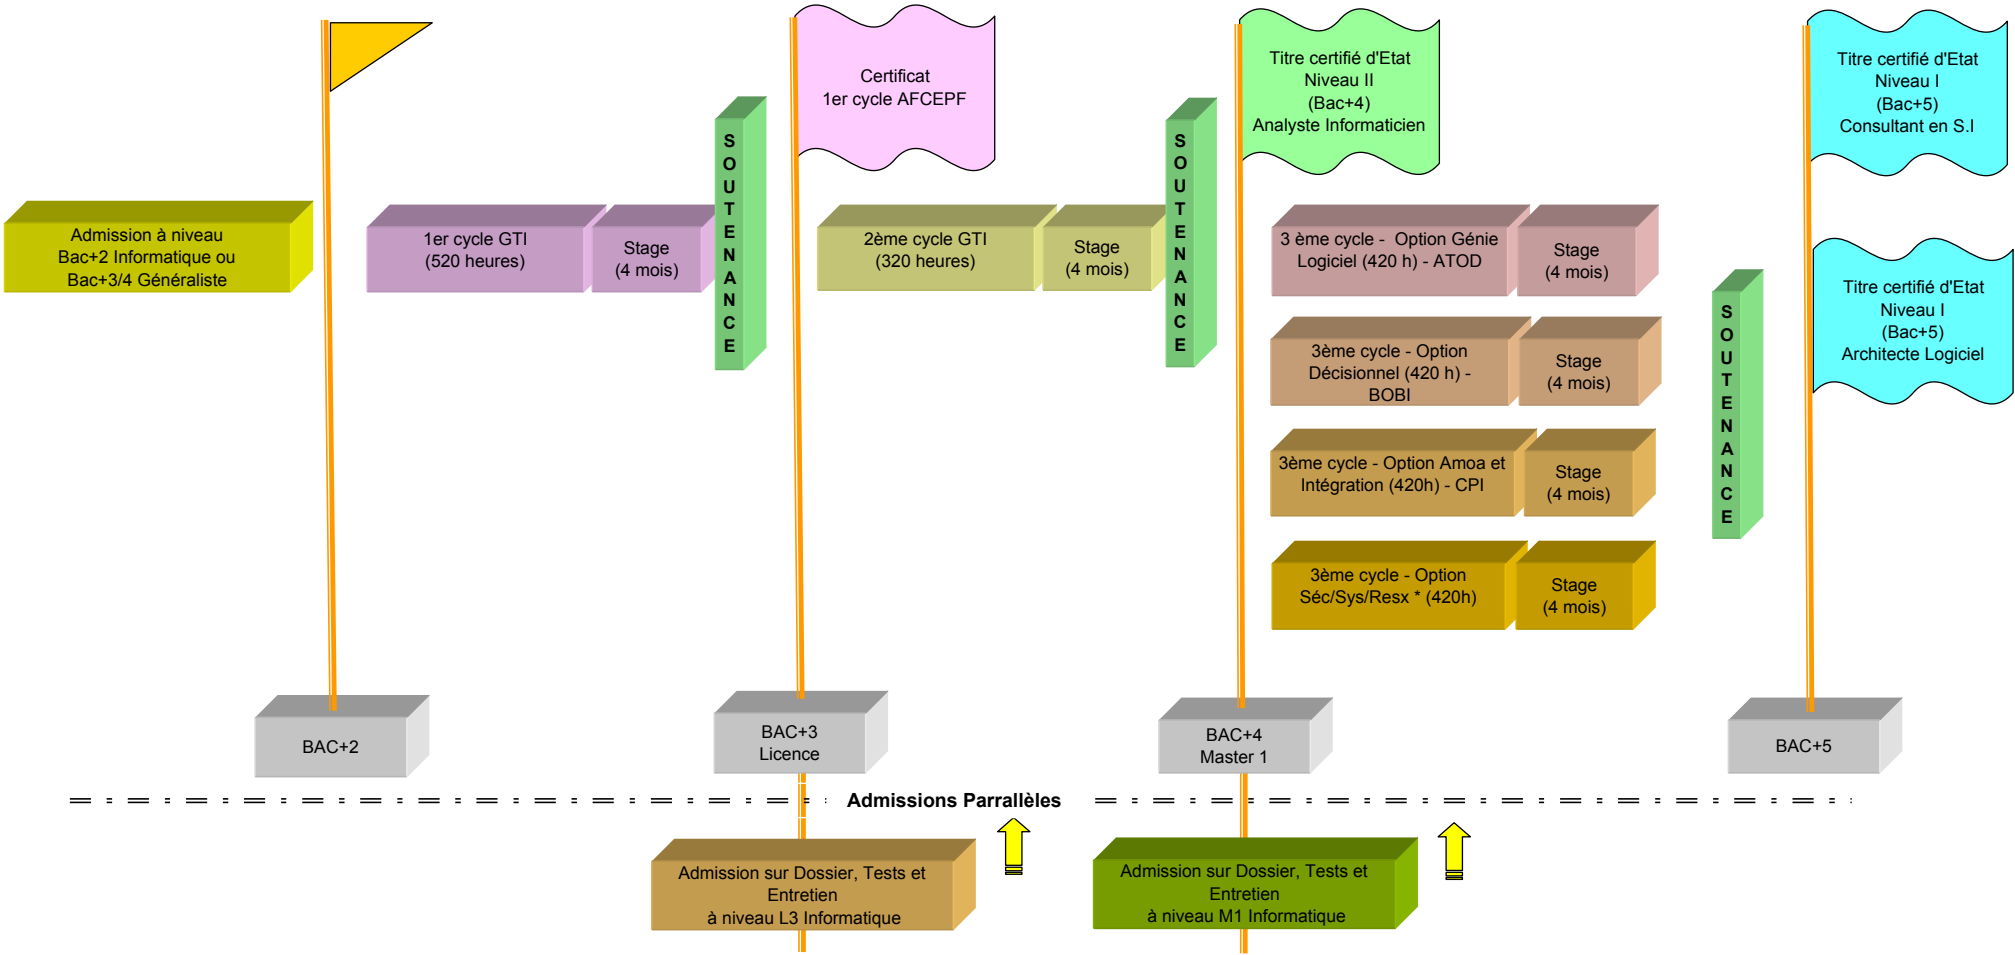 Certificat
1er cycle AFCEPF
Titre certifié d'Etat
Niveau II
(Bac+4)
Analyste Informaticien
Titre certifié d'Etat
Niveau I
(Bac+5)
Consultant en S.I
Admission à niveau
Bac+2 Informatique ou
Bac+3/4 Généraliste
1er cycle GTI
(520 heures)
Stage
(4 mois)
SOUTENANCE
2ème cycle GTI
(320 heures)
Stage
(4 mois)
SOUTENANCE
3 ème cycle - Option Génie
Logiciel (420 h) - ATOD
Stage
(4 mois)
3ème cycle - Option
Décisionnel (420 h) -
BOBI
Stage
(4 mois)
3ème cycle - Option Amoa et
Intégration (420h) - CPI
Stage
(4 mois)
3ème cycle - Option
Séc/Sys/Resx * (420h)
Stage
(4 mois)
SOUTENANCE
Titre certifié d'Etat
Niveau I
(Bac+5)
Architecte Logiciel
BAC+2
BAC+3
Licence
BAC+4
Master 1
BAC+5
Admissions Parrallèles
Admission sur Dossier, Tests et
Entretien
à niveau L3 Informatique
Admission sur Dossier, Tests et
Entretien
à niveau M1 Informatique